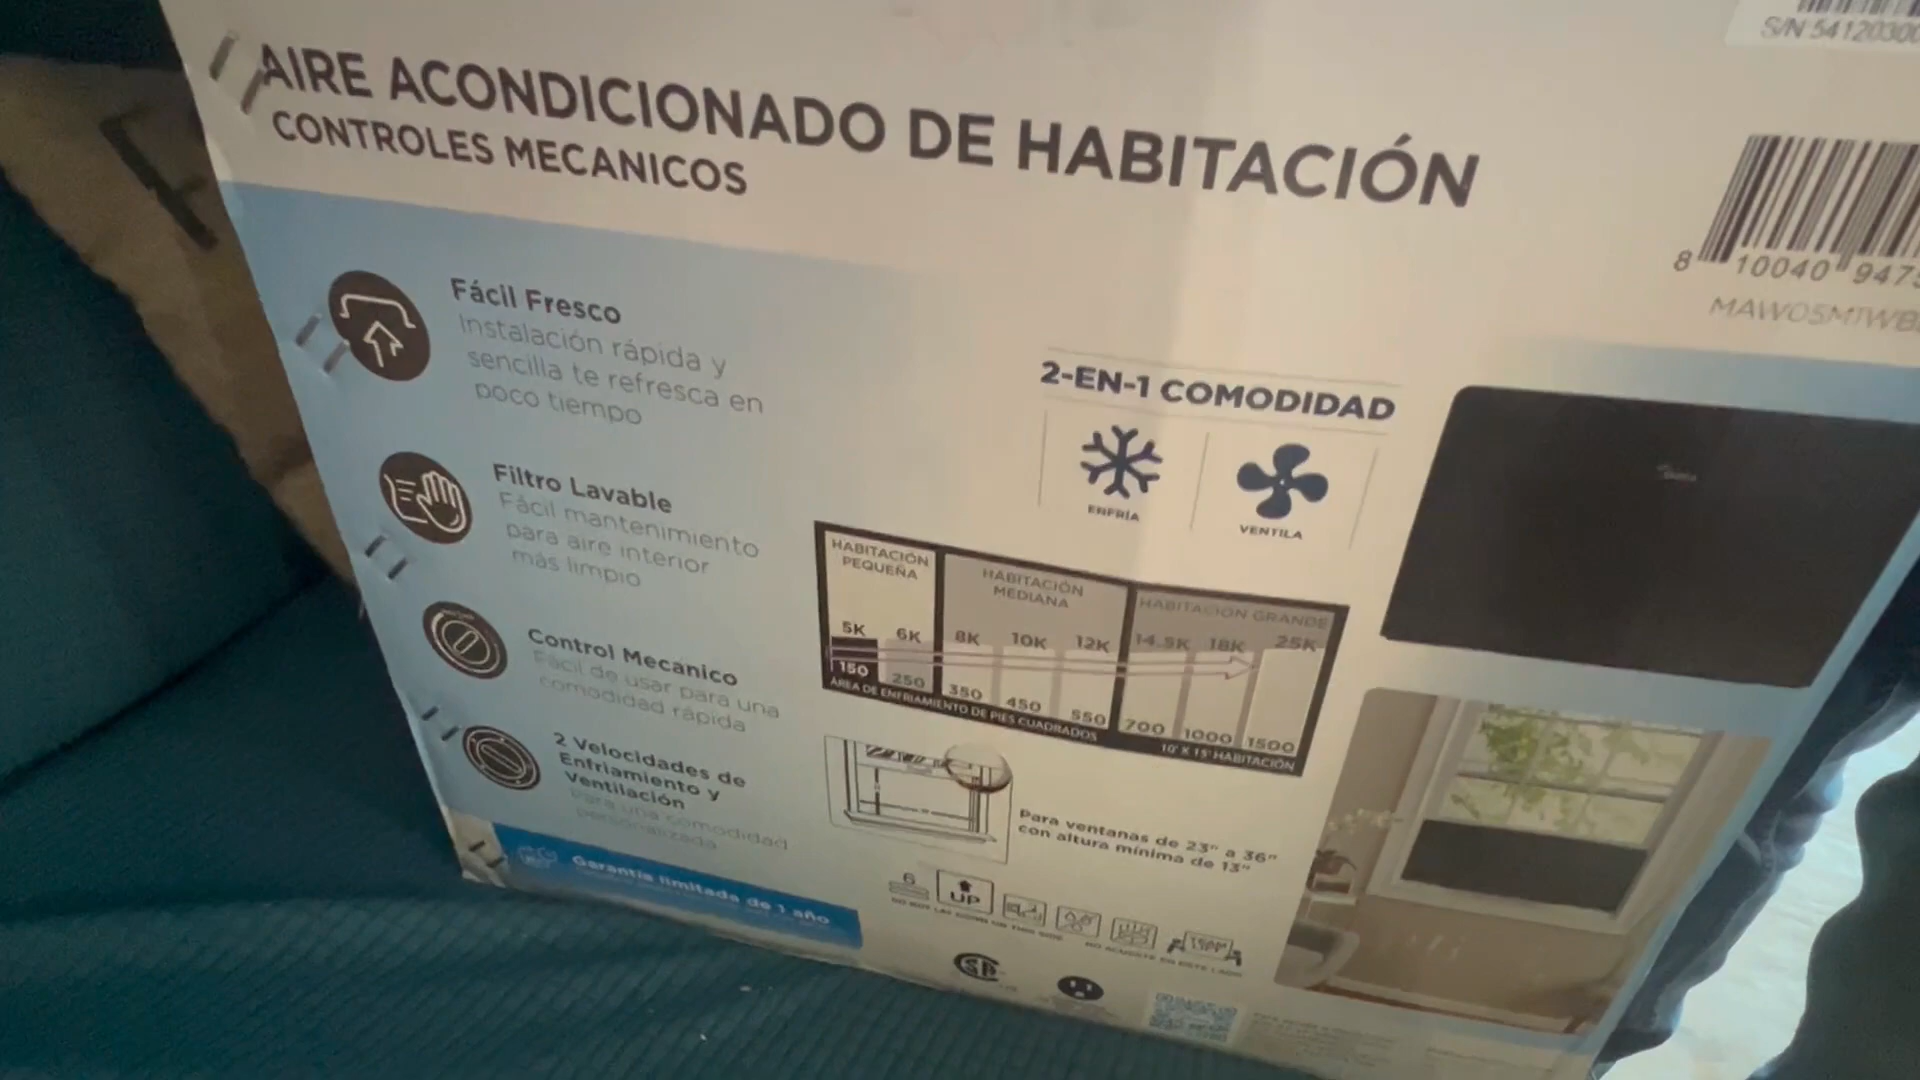 S/N 54120300
AIRE ACONDICIONADO DE HABITACIÓN
CONTROLES MECANICOS
8 10040 9475
MAW05M1WB
Fácil Fresco
Instalación rápida y
sencilla te refresca en
poco tiempo
2-EN-1 COMODIDAD
ENFRÍA
VENTILA
Filtro Lavable
Fácil mantenimiento
para aire interior
más limpio
HABITACIÓN
PEQUEÑA
HABITACIÓN
MEDIANA
HABITACIÓN GRANDE
5K 6K 8K 10K 12K 14.5K 18K 25K
150 250 350 450 550 700 1000 1500
ÁREA DE ENFRIAMIENTO DE PIES CUADRADOS
10' X 15' HABITACIÓN
Control Mecánico
Fácil de usar para una
comodidad rápida
2 Velocidades de
Enfriamiento y
Ventilación
Para una comodidad
personalizada
Para ventanas de 23" a 36"
con altura mínima de 13"
Garantía limitada de 1 año
6
UP
TEAM